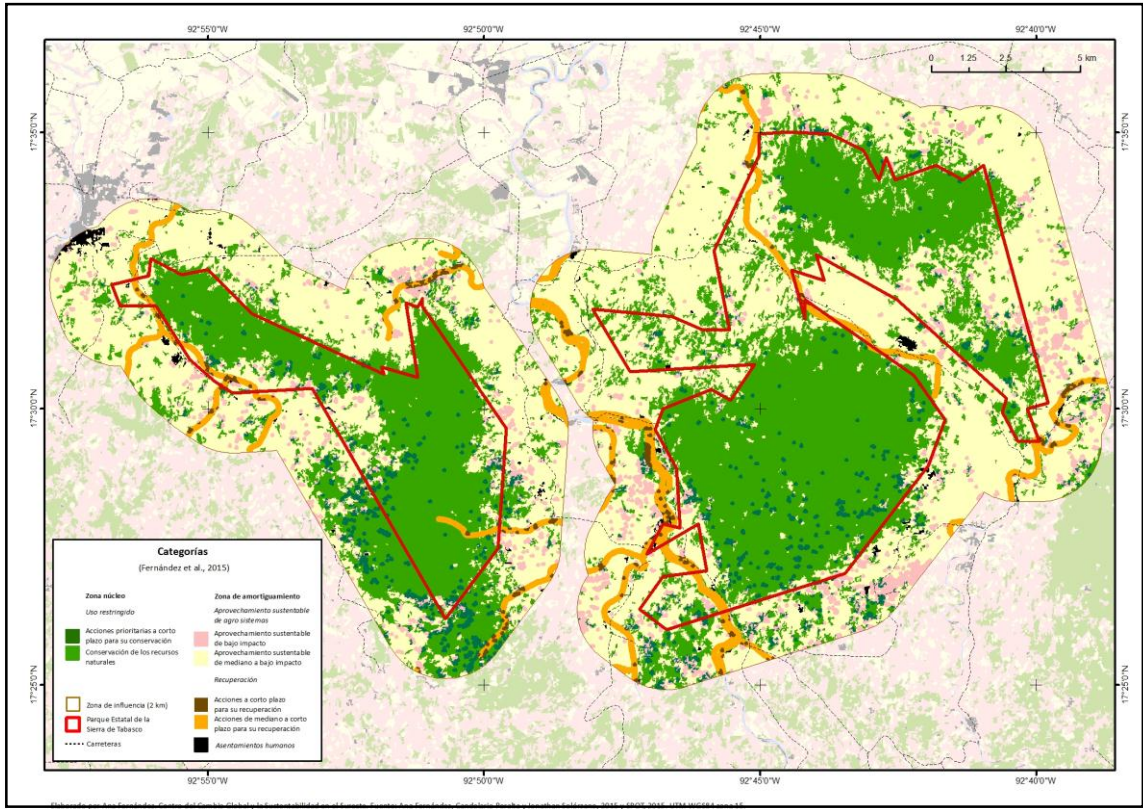 92°55'0"W 92°50'0"W 92°45'0"W 92°40'0"W
0 1.25 2.5 5 km
17°35'0"N 17°35'0"N
17°30'0"N 17°30'0"N
17°25'0"N 17°25'0"N
Categorías
(Fernández et al., 2015)
Zona núcleo
Uso restringido
Acciones prioritarias a corto
plazo para su conservación
Conservación de los recursos
naturales
Zona de influencia (2 km)
Parque Estatal de la
Sierra de Tabasco
Carreteras
Zona de amortiguamiento
Aprovechamiento sustentable
de agro sistemas
Aprovechamiento sustentable
de bajo impacto
Aprovechamiento sustentable
de mediano a bajo impacto
Recuperación
Acciones a corto plazo
para su recuperación
Acciones de mediano a corto
plazo para su recuperación
Asentamientos humanos
92°55'0"W 92°50'0"W 92°45'0"W 92°40'0"W